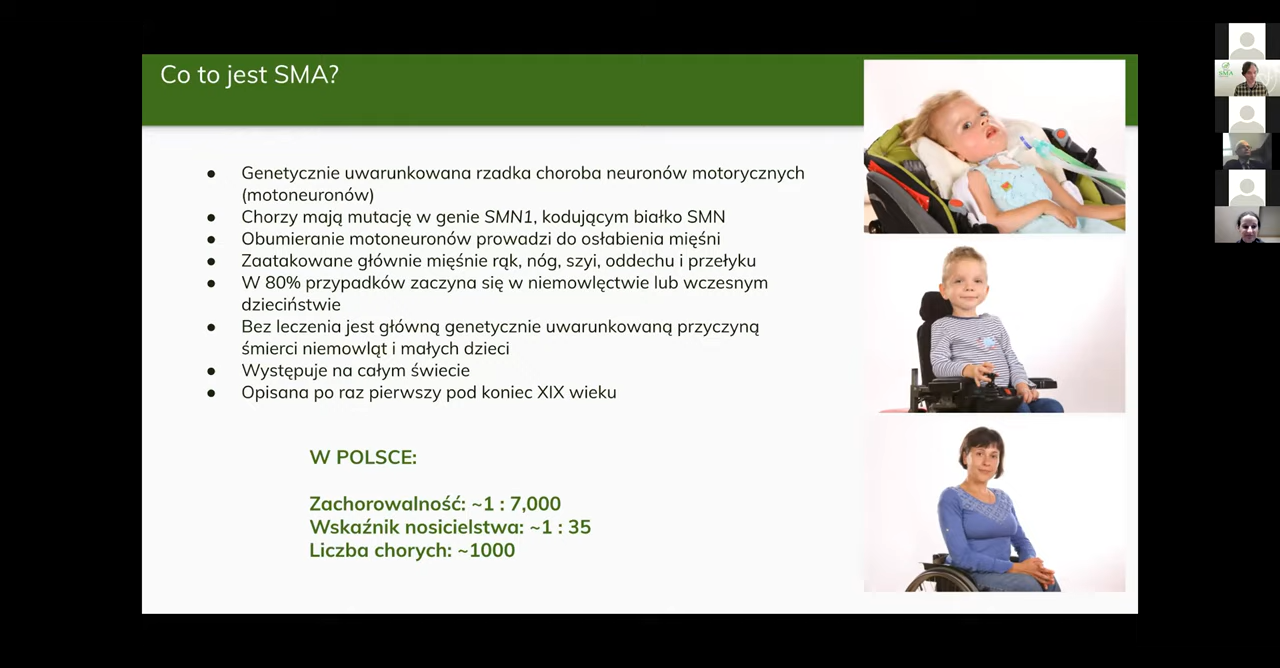 Co to jest SMA?
● Genetycznie uwarunkowana rzadka choroba neuronów motorycznych
(motoneuronów)
● Chorzy mają mutację w genie SMN1, kodującym białko SMN
● Obumieranie motoneuronów prowadzi do osłabienia mięśni
● Zaatakowane głównie mięśnie rąk, nóg, szyi, oddechu i przełyku
● W 80% przypadków zaczyna się w niemowlęctwie lub wczesnym
dzieciństwie
● Bez leczenia jest główną genetycznie uwarunkowaną przyczyną
śmierci niemowląt i małych dzieci
● Występuje na całym świecie
● Opisana po raz pierwszy pod koniec XIX wieku
W POLSCE:
Zachorowalność: ~1 : 7,000
Wskaźnik nosicielstwa: ~1 : 35
Liczba chorych: ~1000
SMA